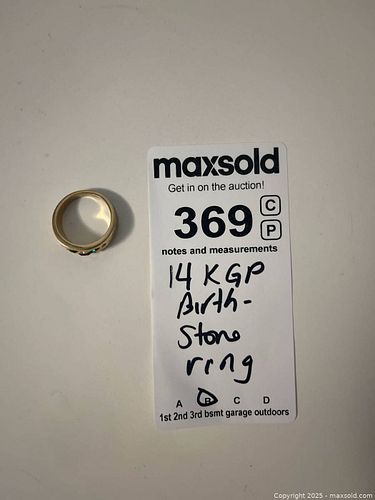 maxsold
Get in on the auction!
369 C
P
notes and measurements
14 KGP
Birth-
Stone
ring
A B C D
1st 2nd 3rd bsmt garage outdoors
Copyright 2025 - maxsold.com